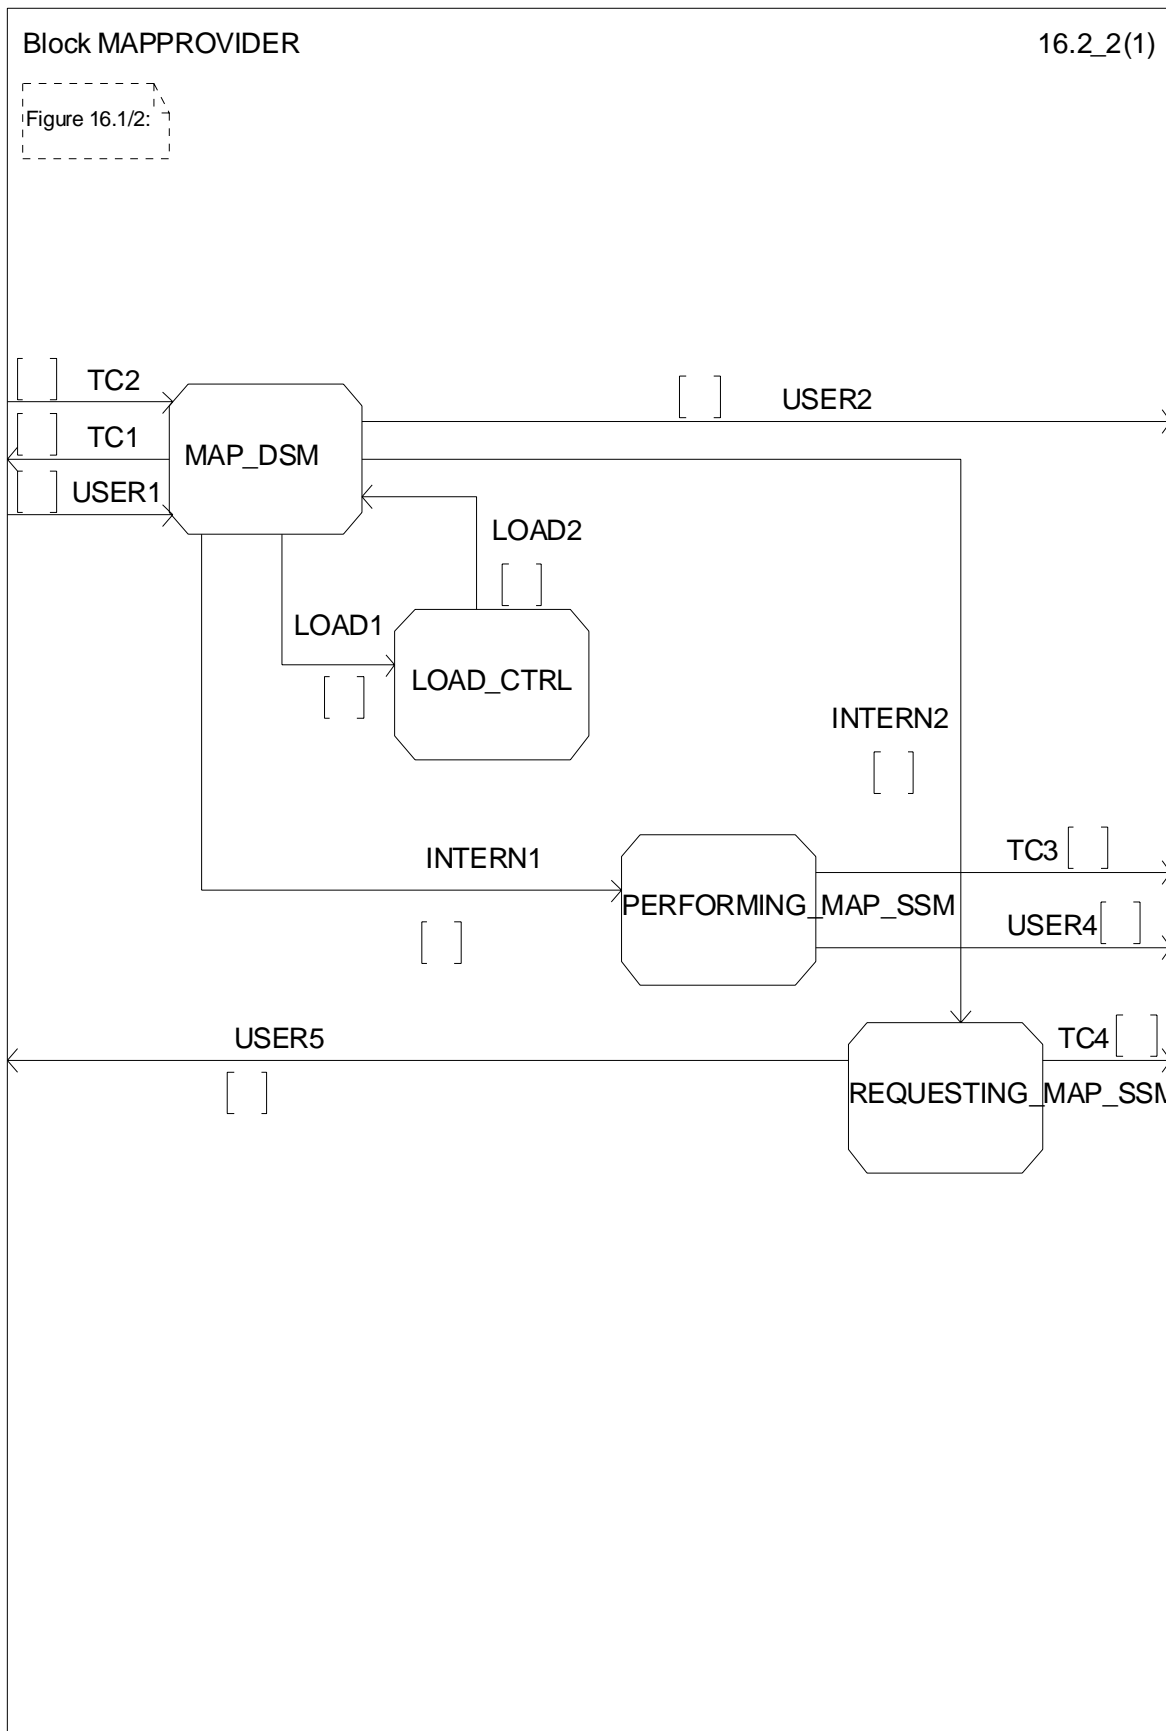 Block MAPPROVIDER
16.2_2(1)
Figure 16.1/2:
TC2
USER2
TC1
MAP_DSM
USER1
LOAD2
LOAD1
LOAD_CTRL
INTERN2
TC3
INTERN1
PERFORMING_MAP_SSM
USER4
USER5
TC4
REQUESTING_MAP_SSM